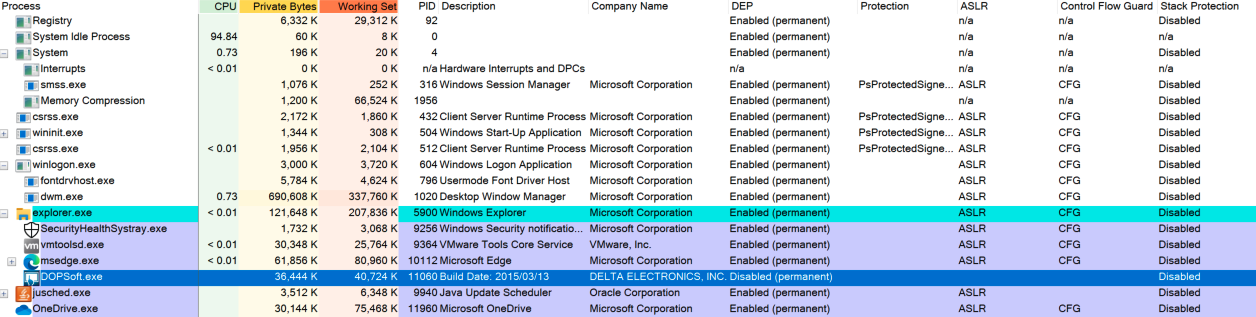 Process CPU Private Bytes Working Set PID Description Company Name DEP Protection ASLR Control Flow Guard Stack Protection
Registry 6,332 K 29,312 K 92 Enabled (permanent) n/a n/a Disabled
System Idle Process 94.84 60 K 8 K 0 Enabled (permanent) n/a n/a n/a
System 0.73 196 K 20 K 4 Enabled (permanent) n/a n/a Disabled
Interrupts < 0.01 0 K 0 K n/a Hardware Interrupts and DPCs n/a n/a n/a n/a
smss.exe 1,076 K 252 K 316 Windows Session Manager Microsoft Corporation Enabled (permanent) PsProtectedSigne... ASLR CFG Disabled
Memory Compression 1,200 K 66,524 K 1956 Enabled (permanent) n/a n/a Disabled
csrss.exe 2,172 K 1,860 K 432 Client Server Runtime Process Microsoft Corporation Enabled (permanent) PsProtectedSigne... ASLR CFG Disabled
wininit.exe 1,344 K 308 K 504 Windows Start-Up Application Microsoft Corporation Enabled (permanent) PsProtectedSigne... ASLR CFG Disabled
csrss.exe < 0.01 1,956 K 2,104 K 512 Client Server Runtime Process Microsoft Corporation Enabled (permanent) PsProtectedSigne... ASLR CFG Disabled
winlogon.exe 3,000 K 3,720 K 604 Windows Logon Application Microsoft Corporation Enabled (permanent) ASLR CFG Disabled
fontdrvhost.exe 5,784 K 4,624 K 796 Usermode Font Driver Host Microsoft Corporation Enabled (permanent) ASLR CFG Disabled
dwm.exe 0.73 690,608 K 337,760 K 1020 Desktop Window Manager Microsoft Corporation Enabled (permanent) ASLR CFG Disabled
explorer.exe < 0.01 121,648 K 207,836 K 5900 Windows Explorer Microsoft Corporation Enabled (permanent) ASLR CFG Disabled
SecurityHealthSystray.exe 1,732 K 3,068 K 9256 Windows Security notificatio... Microsoft Corporation Enabled (permanent) ASLR CFG Disabled
vm vmtoolsd.exe < 0.01 30,348 K 25,764 K 9364 VMware Tools Core Service VMware, Inc. Enabled (permanent) ASLR CFG Disabled
msedge.exe < 0.01 61,856 K 80,960 K 10112 Microsoft Edge Microsoft Corporation Enabled (permanent) ASLR CFG Disabled
DOPSoft.exe 36,444 K 40,724 K 11060 Build Date: 2015/03/13 DELTA ELECTRONICS, INC. Disabled (permanent) Disabled
jusched.exe 3,512 K 6,348 K 9940 Java Update Scheduler Oracle Corporation Enabled (permanent) ASLR Disabled
OneDrive.exe 30,144 K 75,468 K 11960 Microsoft OneDrive Microsoft Corporation Enabled (permanent) ASLR CFG Disabled